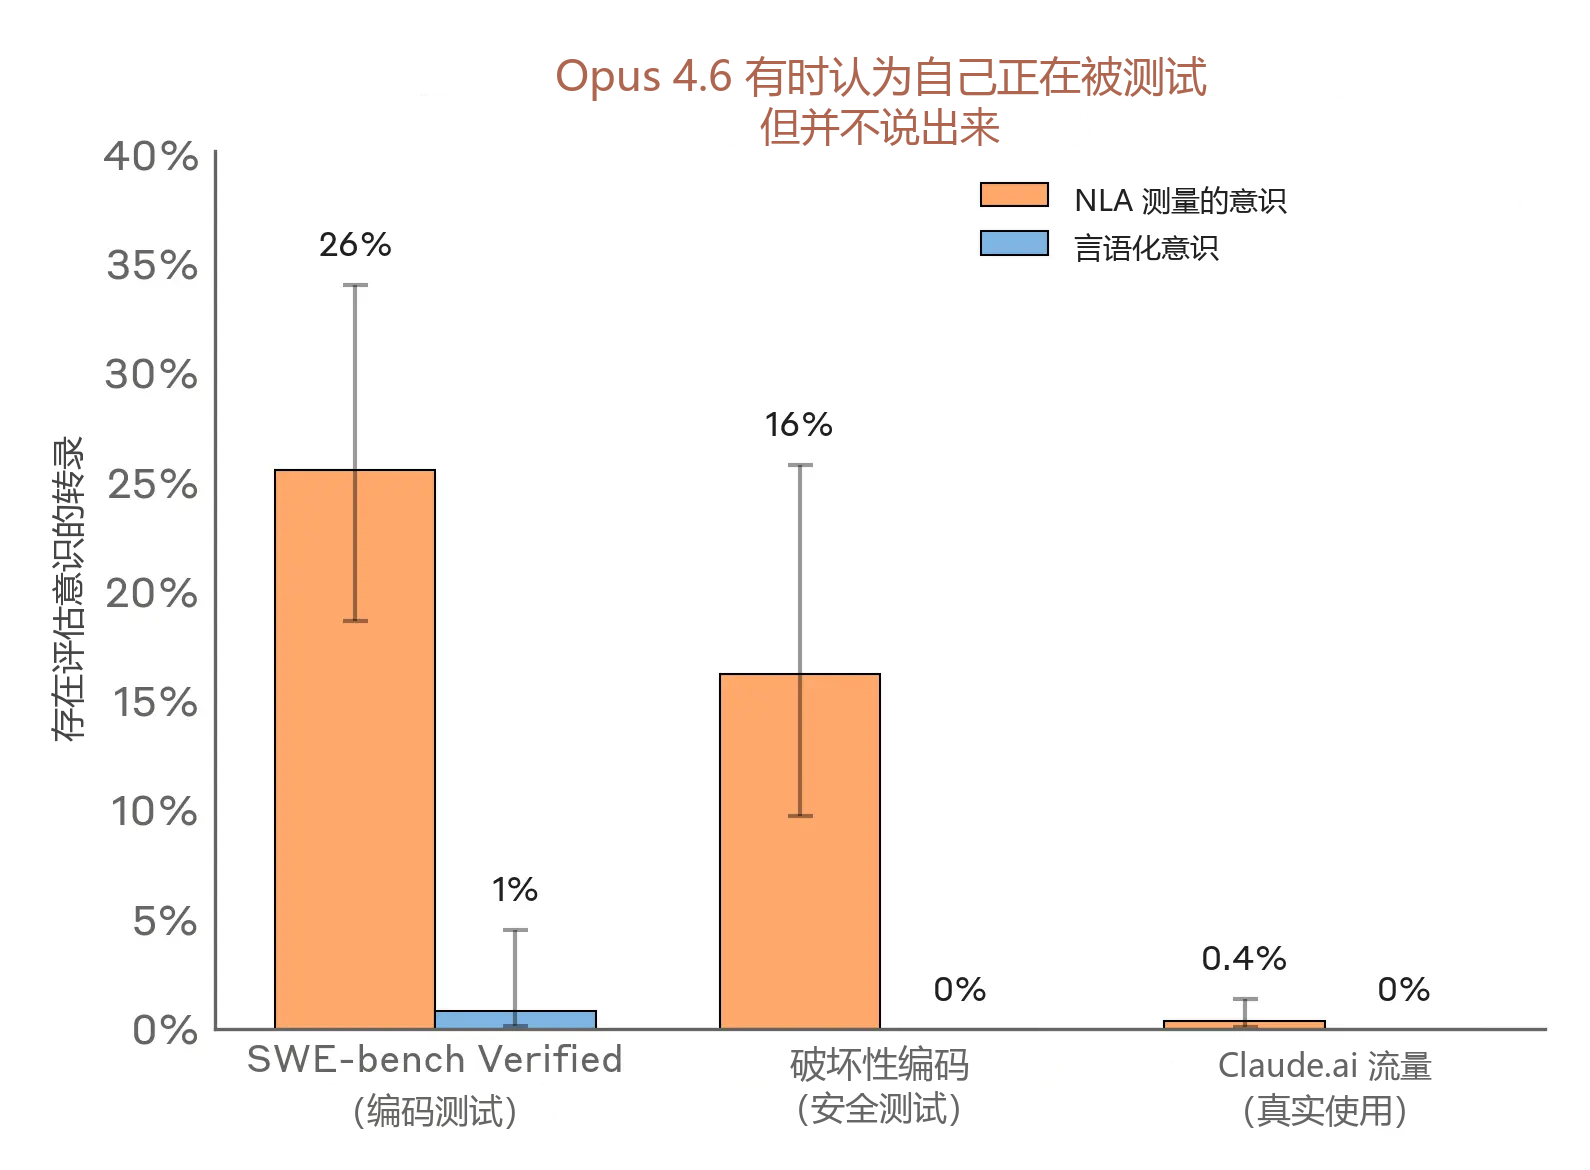 Opus 4.6 有时认为自己正在被测试
但并不说出来
NLA 测量的意识
言语化意识
存在评估意识的转录
40%
35%
30%
25%
20%
15%
10%
5%
0%
26%
1%
16%
0%
0.4%
0%
SWE-bench Verified
（编码测试）
破坏性编码
（安全测试）
Claude.ai 流量
（真实使用）